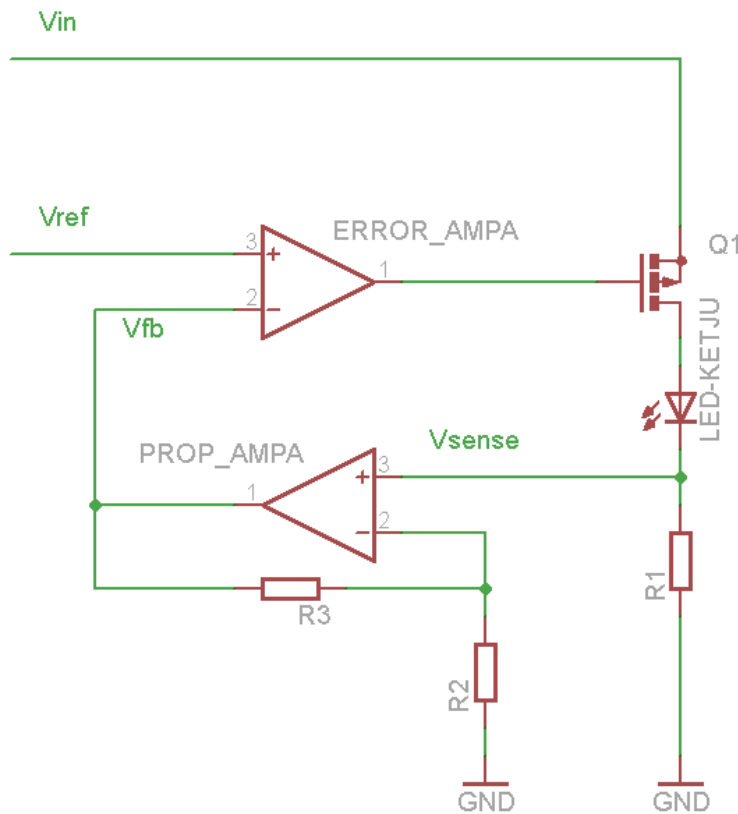 Vin
Vref
ERROR_AMPA
Q1
3
+
1
2
-
Vfb
LED-KETJU
Vsense
PROP_AMPA
3
+
1
2
-
R3
R1
R2
GND
GND